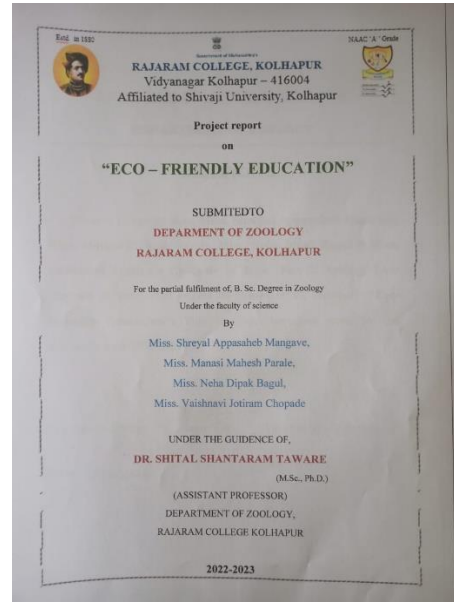 Estd. in 1880
NAAC "A" Grade
Government of Maharashtra's
RAJARAM COLLEGE, KOLHAPUR
Vidyanagar Kolhapur – 416004
Affiliated to Shivaji University, Kolhapur
Project report
on
“ECO – FRIENDLY EDUCATION”
SUBMITEDTO
DEPARMENT OF ZOOLOGY
RAJARAM COLLEGE, KOLHAPUR
For the partial fulfilment of, B. Sc. Degree in Zoology
Under the faculty of science
By
Miss. Shreyal Appasaheb Mangave,
Miss. Manasi Mahesh Parale,
Miss. Neha Dipak Bagul,
Miss. Vaishnavi Jotiram Chopade
UNDER THE GUIDENCE OF,
DR. SHITAL SHANTARAM TAWARE
(M.Sc., Ph.D.)
(ASSISTANT PROFESSOR)
DEPARTMENT OF ZOOLOGY,
RAJARAM COLLEGE KOLHAPUR
2022-2023